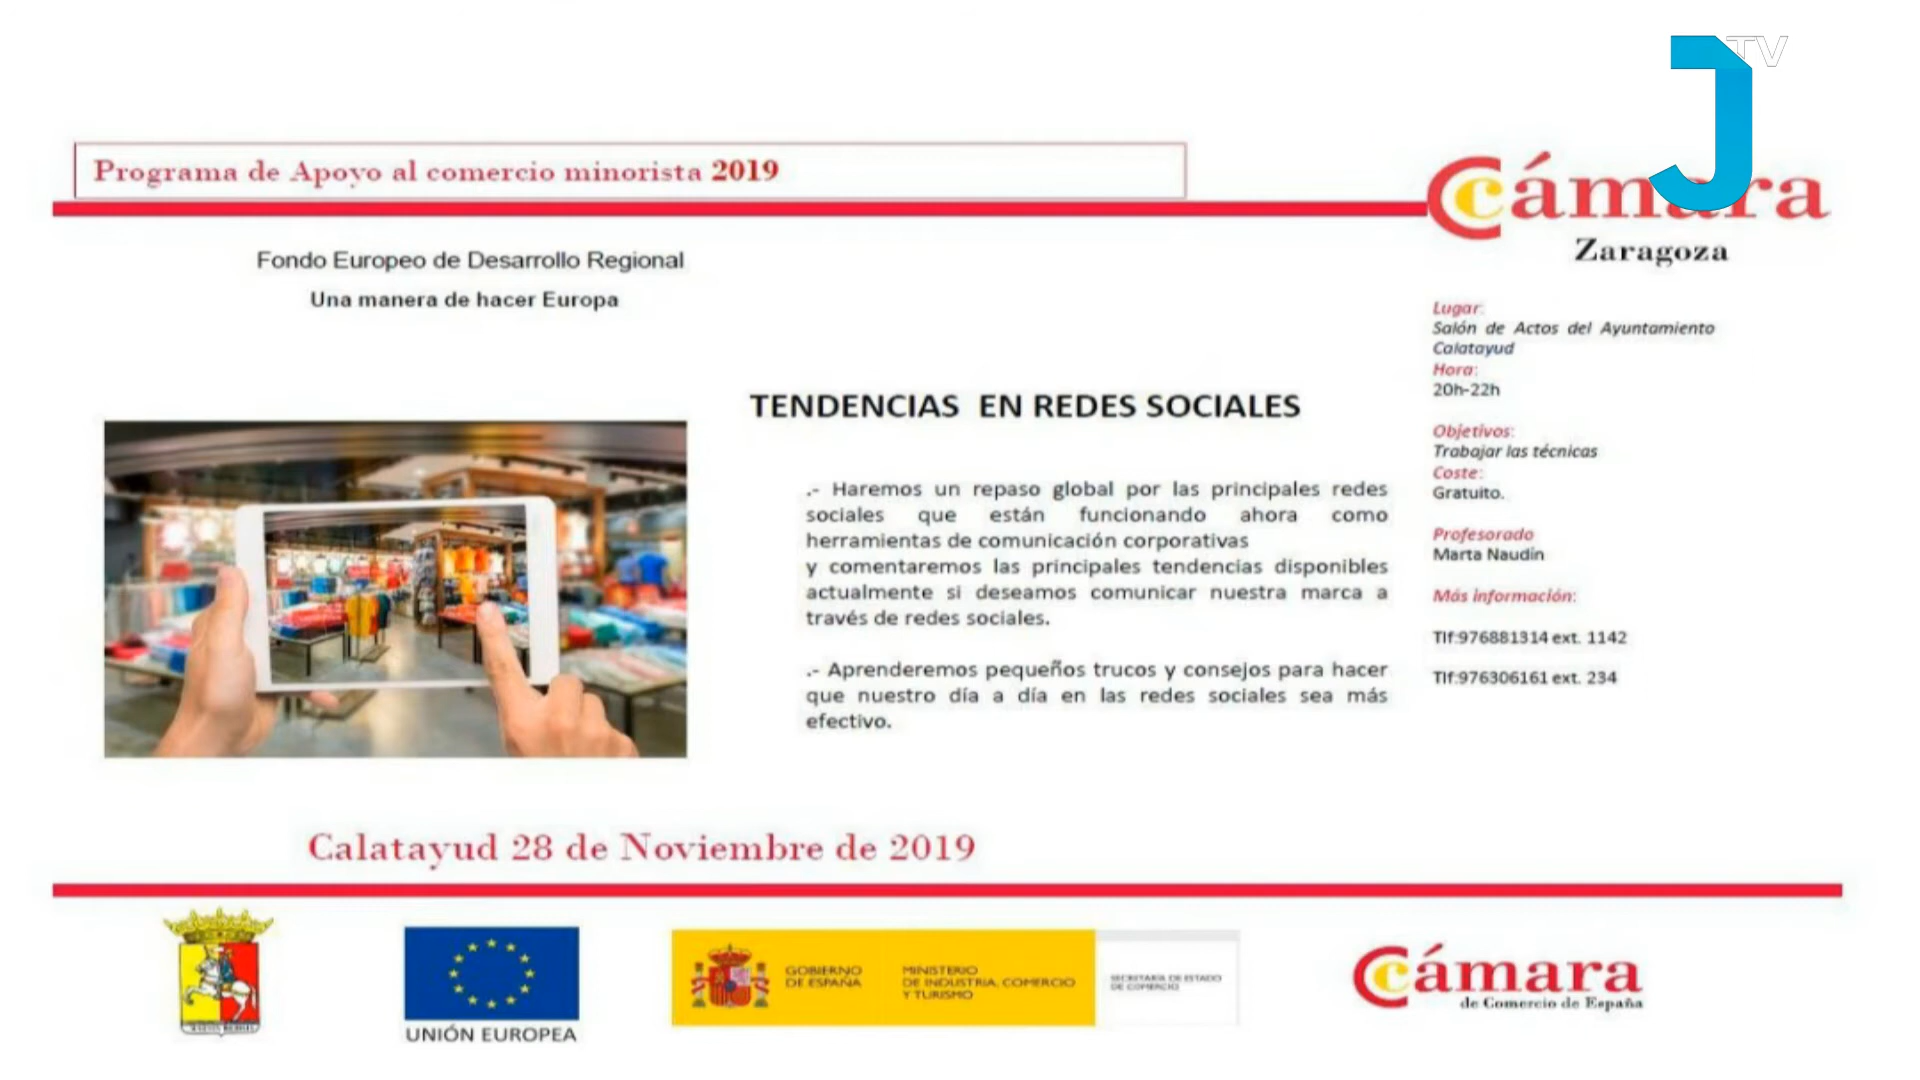 TV
Programa de Apoyo al comercio minorista 2019
Zaragoza
Fondo Europeo de Desarrollo Regional
Una manera de hacer Europa
TENDENCIAS EN REDES SOCIALES
.- Haremos un repaso global por las principales redes
sociales que están funcionando ahora como
herramientas de comunicación corporativas
y comentaremos las principales tendencias disponibles
actualmente si deseamos comunicar nuestra marca a
través de redes sociales.
.- Aprenderemos pequeños trucos y consejos para hacer
que nuestro día a día en las redes sociales sea más
efectivo.
Lugar:
Salón de Actos del Ayuntamiento
Calatayud
Hora:
20h-22h
Objetivos:
Trabajar las técnicas
Coste:
Gratuito.
Profesorado
Marta Naudín
Más información:
Tlf:976881314 ext. 1142
Tlf:976306161 ext. 234
Calatayud 28 de Noviembre de 2019
UNIÓN EUROPEA
GOBIERNO
DE ESPAÑA
MINISTERIO
DE INDUSTRIA, COMERCIO
Y TURISMO
SECRETARÍA DE ESTADO
DE COMERCIO
Cámara
de Comercio de España